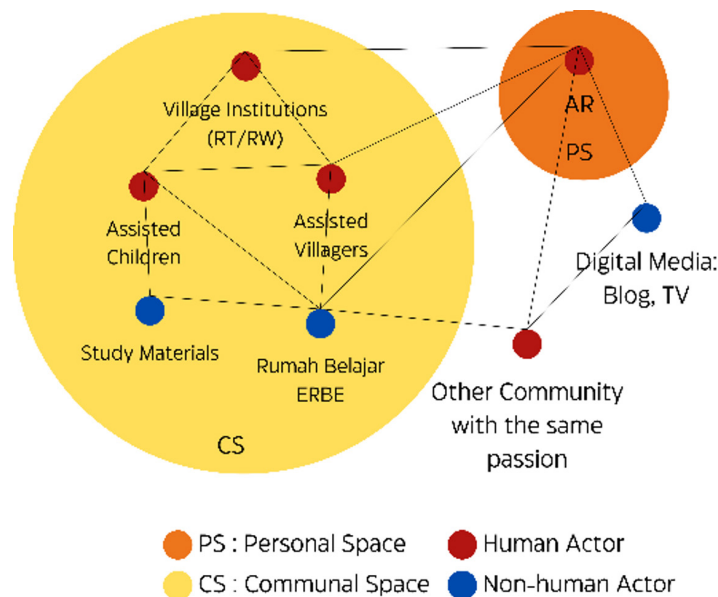 AR
PS
Village Institutions
(RT/RW)
Assisted
Children
Assisted
Villagers
Digital Media:
Blog, TV
Study Materials
Rumah Belajar
ERBE
Other Community
with the same
passion
CS
PS : Personal Space
Human Actor
CS : Communal Space
Non-human Actor